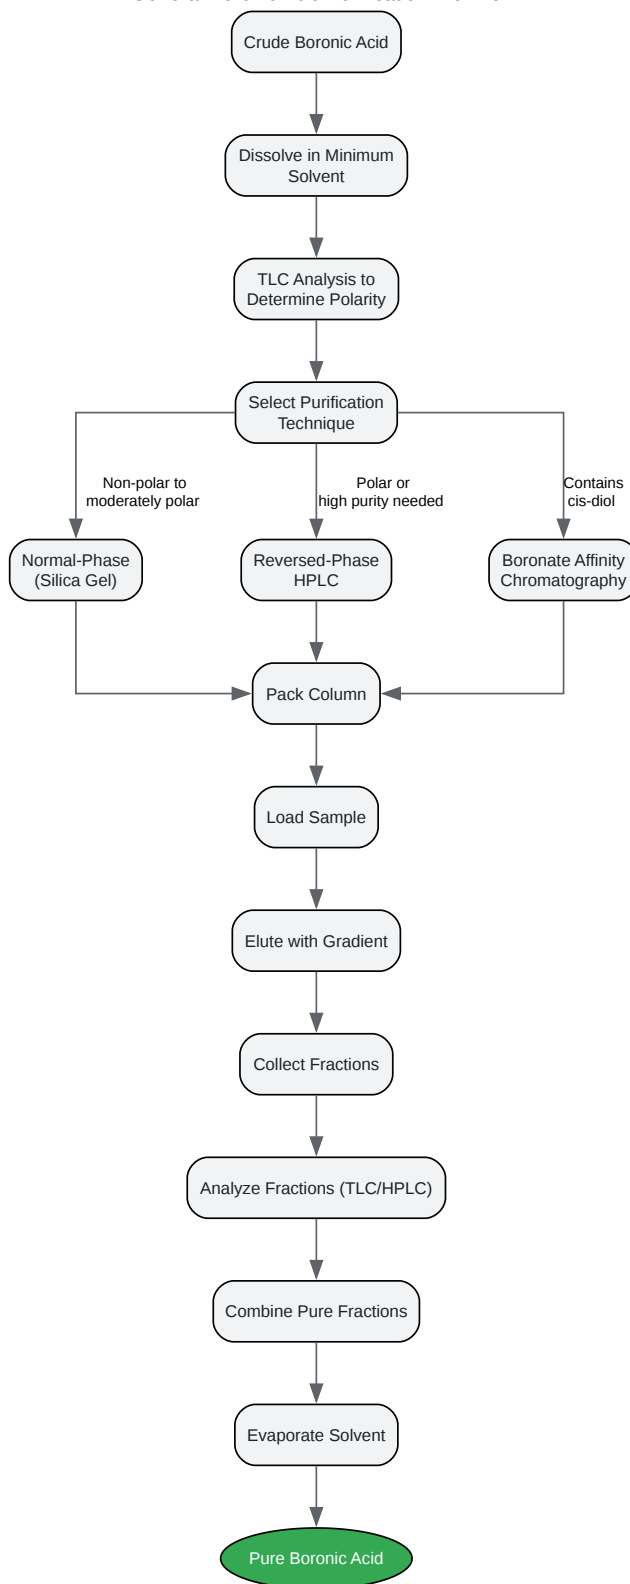 Crude Boronic Acid
Dissolve in Minimum
Solvent
TLC Analysis to
Determine Polarity
Select Purification
Technique
Non-polar to
moderately polar
Polar or
high purity needed
Contains
cis-diol
Normal-Phase
(Silica Gel)
Reversed-Phase
HPLC
Boronate Affinity
Chromatography
Pack Column
Load Sample
Elute with Gradient
Collect Fractions
Analyze Fractions (TLC/HPLC)
Combine Pure Fractions
Evaporate Solvent
Pure Boronic Acid